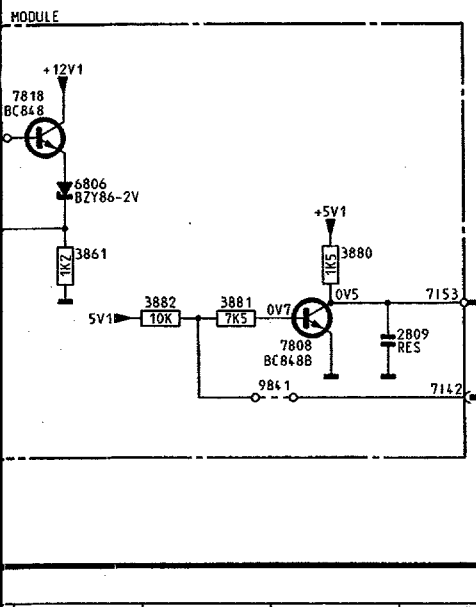 MODULE
+12V1
7818
BC848
6806
BZY86-2V
3861
1K2
+5V1
3880
1K5
0V5
7153
5V1
3882
10K
3881
7K5
0V7
7808
BC848B
2809
RES
9841
7142